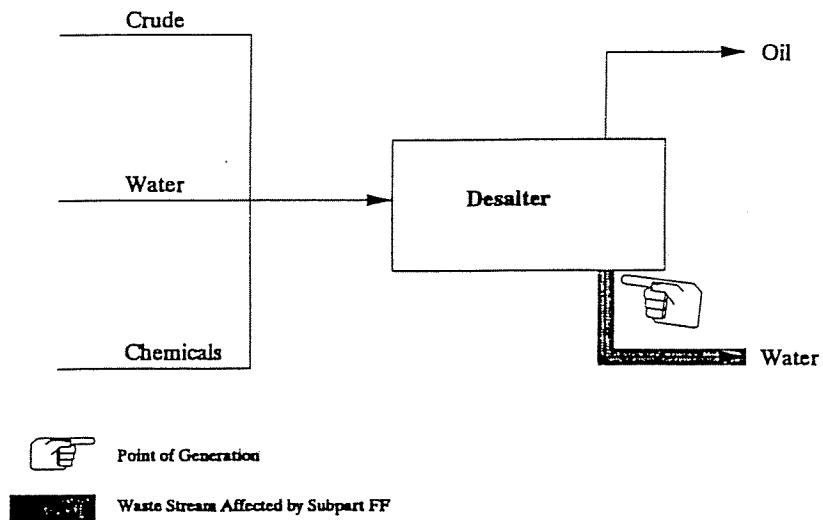 Crude
Oil
Water
Desalter
Chemicals
Water
Point of Generation
Waste Stream Affected by Subpart FF